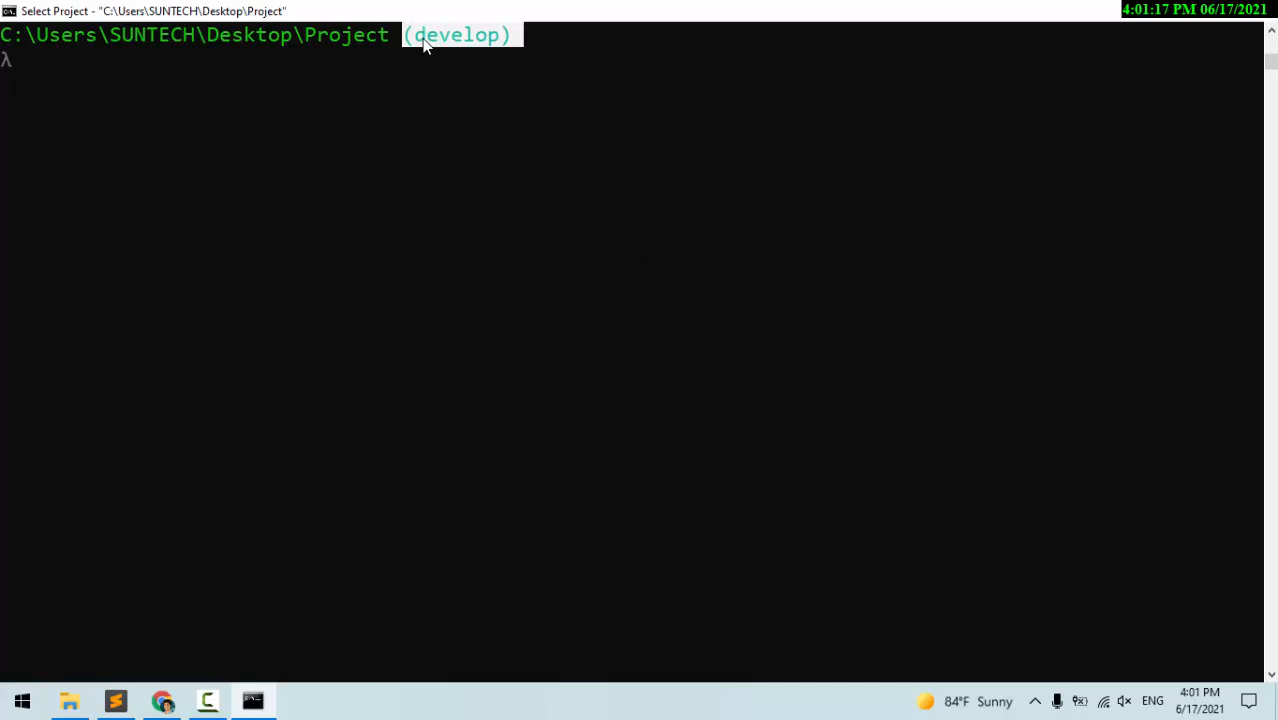 Select Project - "C:\Users\SUNTECH\Desktop\Project"
4:01:17 PM 06/17/2021
C:\Users\SUNTECH\Desktop\Project (develop)
λ
84°F Sunny
ENG
4:01 PM
6/17/2021